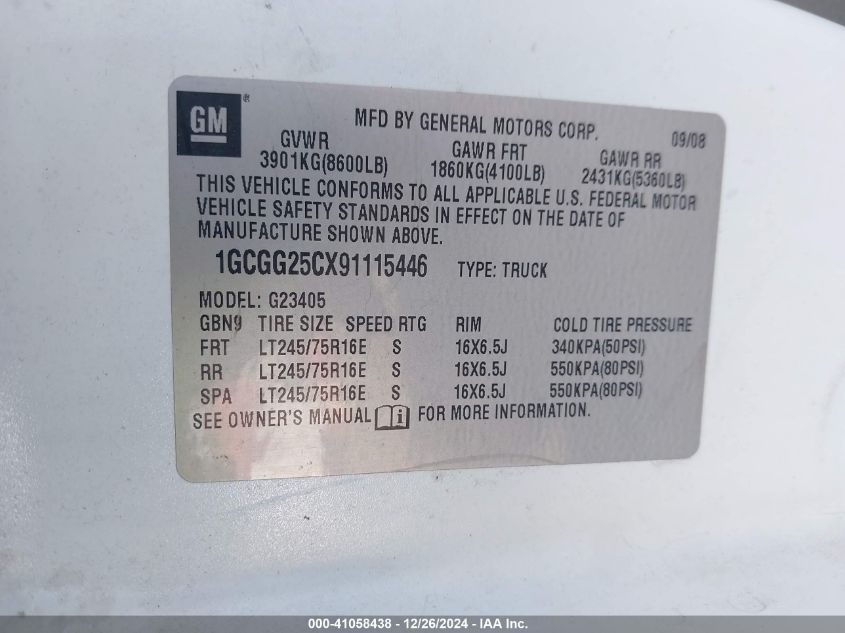 GM ®
MFD BY GENERAL MOTORS CORP. 09/08
GVWR GAWR FRT GAWR RR
3901KG(8600LB) 1860KG(4100LB) 2431KG(5360LB)
THIS VEHICLE CONFORMS TO ALL APPLICABLE U.S. FEDERAL MOTOR
VEHICLE SAFETY STANDARDS IN EFFECT ON THE DATE OF
MANUFACTURE SHOWN ABOVE.
1GCGG25CX91115446 TYPE: TRUCK
MODEL: G23405
GBN9 TIRE SIZE SPEED RTG RIM COLD TIRE PRESSURE
FRT LT245/75R16E S 16X6.5J 340KPA(50PSI)
RR LT245/75R16E S 16X6.5J 550KPA(80PSI)
SPA LT245/75R16E S 16X6.5J 550KPA(80PSI)
SEE OWNER'S MANUAL i FOR MORE INFORMATION.
000-41058438 - 12/26/2024 - IAA Inc.